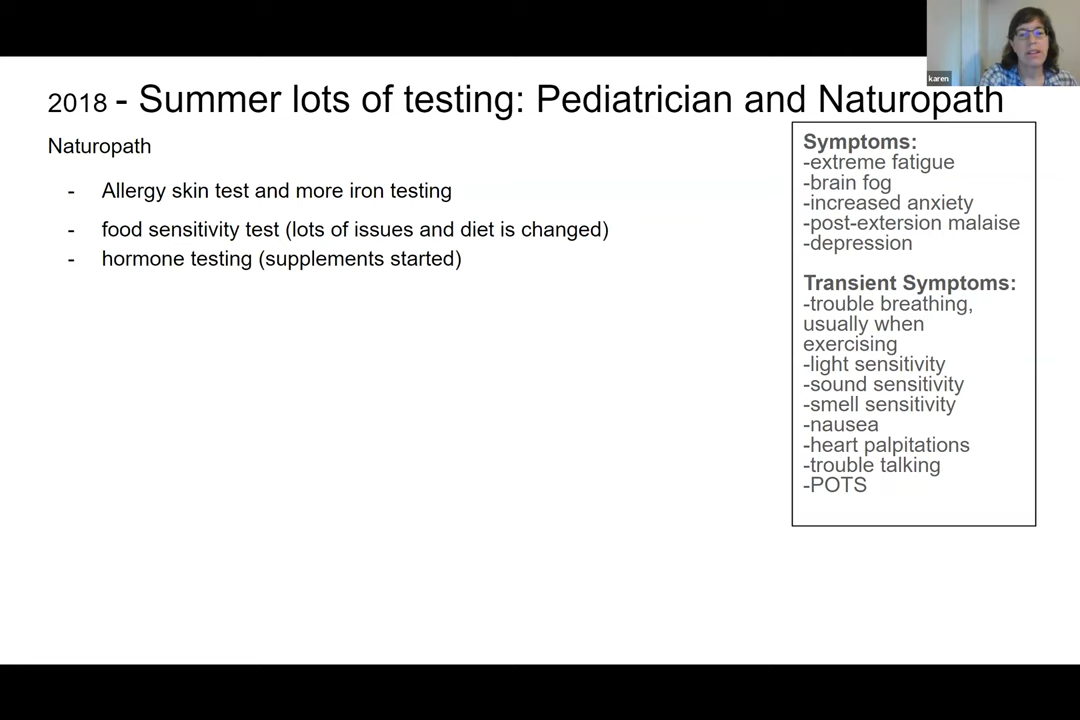 karen
2018 - Summer lots of testing: Pediatrician and Naturopath
Naturopath
- Allergy skin test and more iron testing
- food sensitivity test (lots of issues and diet is changed)
- hormone testing (supplements started)
Symptoms:
-extreme fatigue
-brain fog
-increased anxiety
-post-extersion malaise
-depression
Transient Symptoms:
-trouble breathing,
usually when
exercising
-light sensitivity
-sound sensitivity
-smell sensitivity
-nausea
-heart palpitations
-trouble talking
-POTS